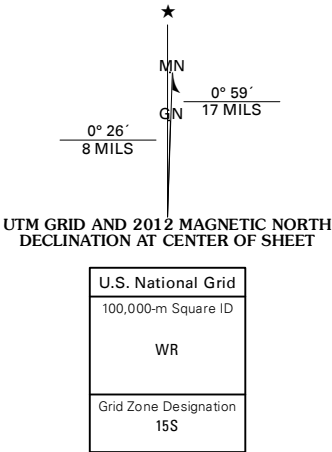 ★
MN
GN
0° 59´
17 MILS
0° 26´
8 MILS
UTM GRID AND 2012 MAGNETIC NORTH
DECLINATION AT CENTER OF SHEET
U.S. National Grid
100,000-m Square ID
WR
Grid Zone Designation
15S